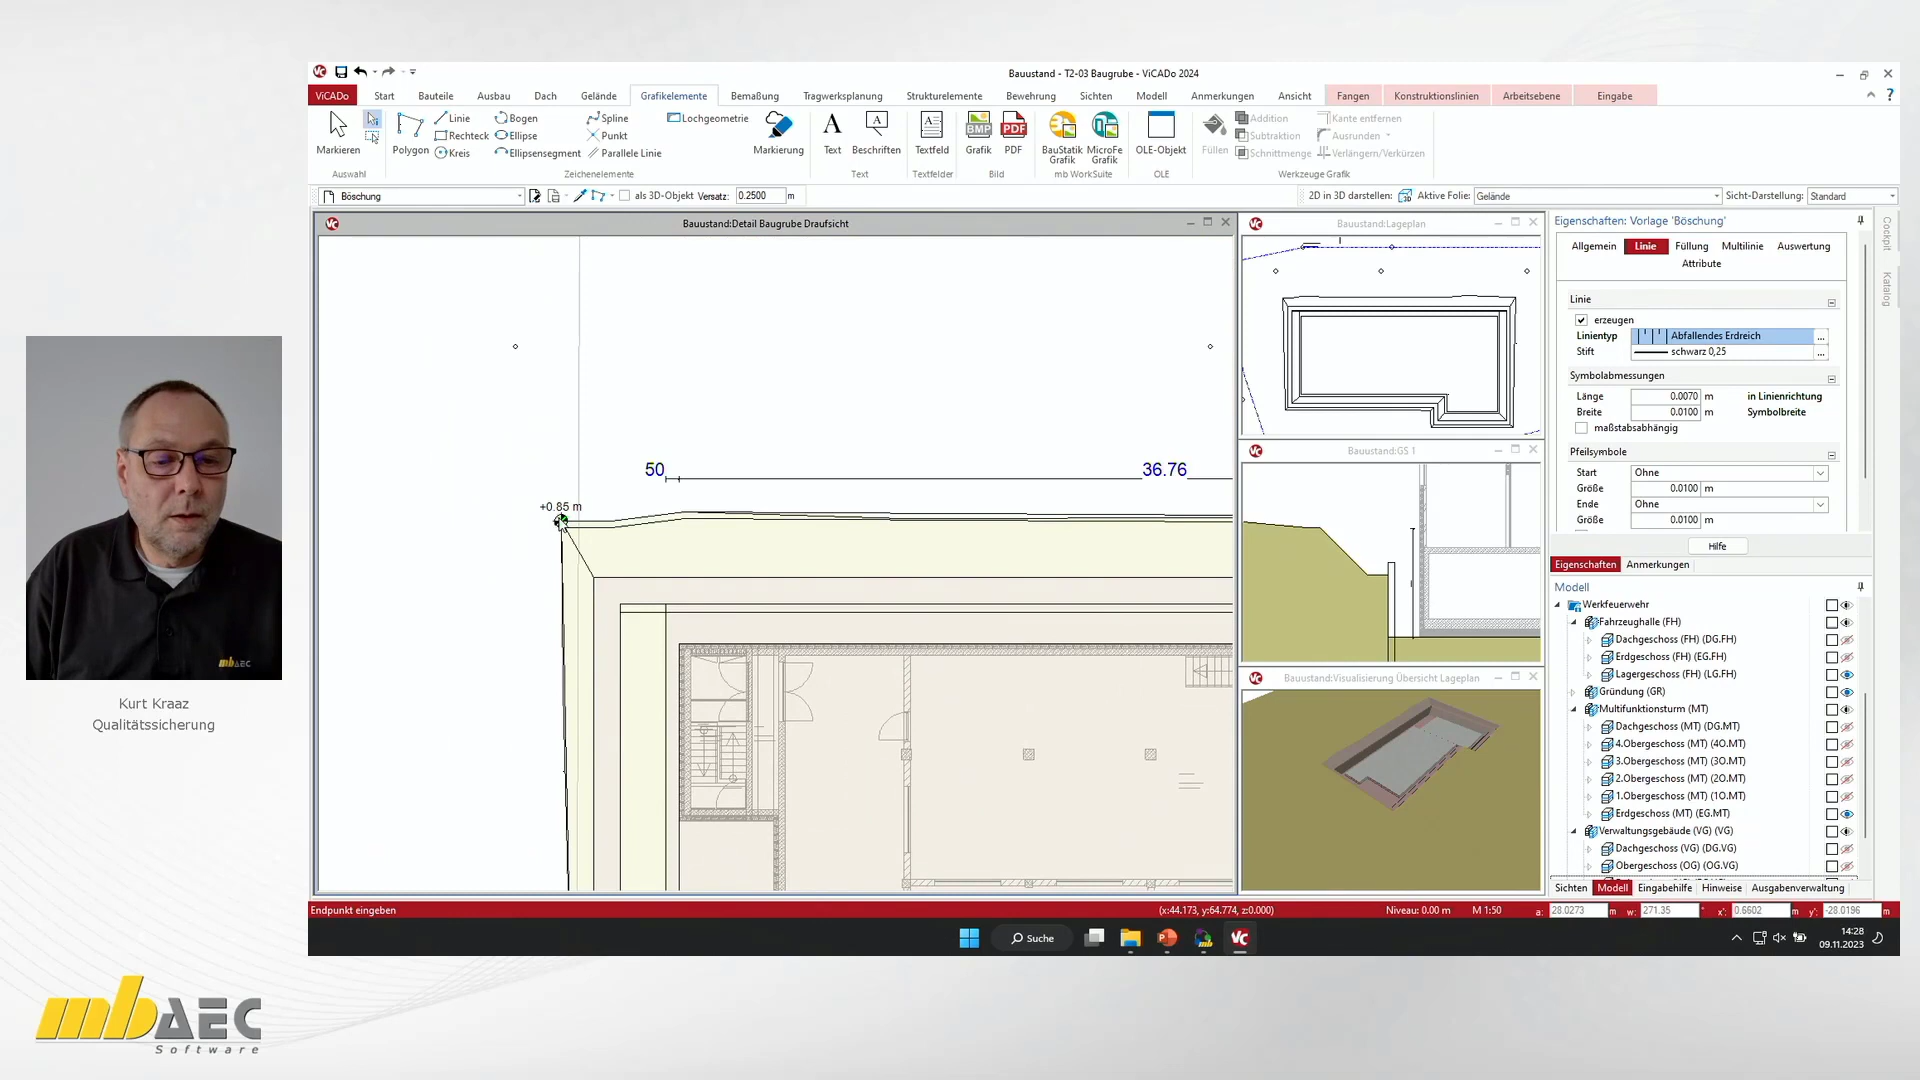 Bauustand - T2-03 Baugrube - ViCADo 2024
ViCADo Start Bauteile Ausbau Dach Gelände Grafikelemente Bemaßung Tragwerksplanung Strukturelemente Bewehrung Sichten Modell Anmerkungen Ansicht Fangen Konstruktionslinien Arbeitsebene Eingabe
Markieren
Auswahl
Polygon
Linie
Rechteck
Kreis
Bogen
Ellipse
Ellipsensegment
Spline
Punkt
Parallele Linie
Lochgeometrie
Zeichenelemente
Markierung
Text
Beschriften
Text
Textfeld
Textfelder
BMP
Grafik
PDF
PDF
Bild
BauStatik Grafik
MicroFe Grafik
mb WorkSuite
OLE-Objekt
OLE
Füllen
Addition
Subtraktion
Schnittmenge
Kante entfernen
Ausrunden
Verlängern/Verkürzen
Werkzeuge Grafik
Böschung als 3D-Objekt Versatz: 0.2500 m 2D in 3D darstellen: Aktive Folie: Gelände Sicht-Darstellung: Standard
Bauustand:Detail Baugrube Draufsicht
50
36.76
+0.85 m
Bauustand:Lageplan
Bauustand:GS 1
Bauustand:Visualisierung Übersicht Lageplan
Eigenschaften: Vorlage 'Böschung'
Allgemein Linie Füllung Multilinie Auswertung
Attribute
Linie
erzeugen
Linientyp Abfallendes Erdreich ...
Stift schwarz 0,25 ...
Symbolabmessungen
Länge 0.0070 m in Linienrichtung
Breite 0.0100 m Symbolbreite
maßstabsabhängig
Pfeilsymbole
Start Ohne
Größe 0.0100 m
Ende Ohne
Größe 0.0100 m
Hilfe
Eigenschaften Anmerkungen
Cockpit
Katalog
Modell
Werkfeuerwehr
Fahrzeughalle (FH)
Dachgeschoss (FH) (DG.FH)
Erdgeschoss (FH) (EG.FH)
Lagergeschoss (FH) (LG.FH)
Gründung (GR)
Multifunktionsturm (MT)
Dachgeschoss (MT) (DG.MT)
4.Obergeschoss (MT) (4O.MT)
3.Obergeschoss (MT) (3O.MT)
2.Obergeschoss (MT) (2O.MT)
1.Obergeschoss (MT) (1O.MT)
Erdgeschoss (MT) (EG.MT)
Verwaltungsgebäude (VG) (VG)
Dachgeschoss (VG) (DG.VG)
Obergeschoss (OG) (OG.VG)
Sichten Modell Eingabehilfe Hinweise Ausgabenverwaltung
Endpunkt eingeben (x:44.173, y:64.774, z:0.000) Niveau: 0.00 m M 1:50 a: 28.0273 m w: 271.35 ° x': 0.6602 m y': -28.0196 m
Suche
14:28
09.11.2023
mbAEC
Kurt Kraaz
Qualitätssicherung
mbAEC
Software